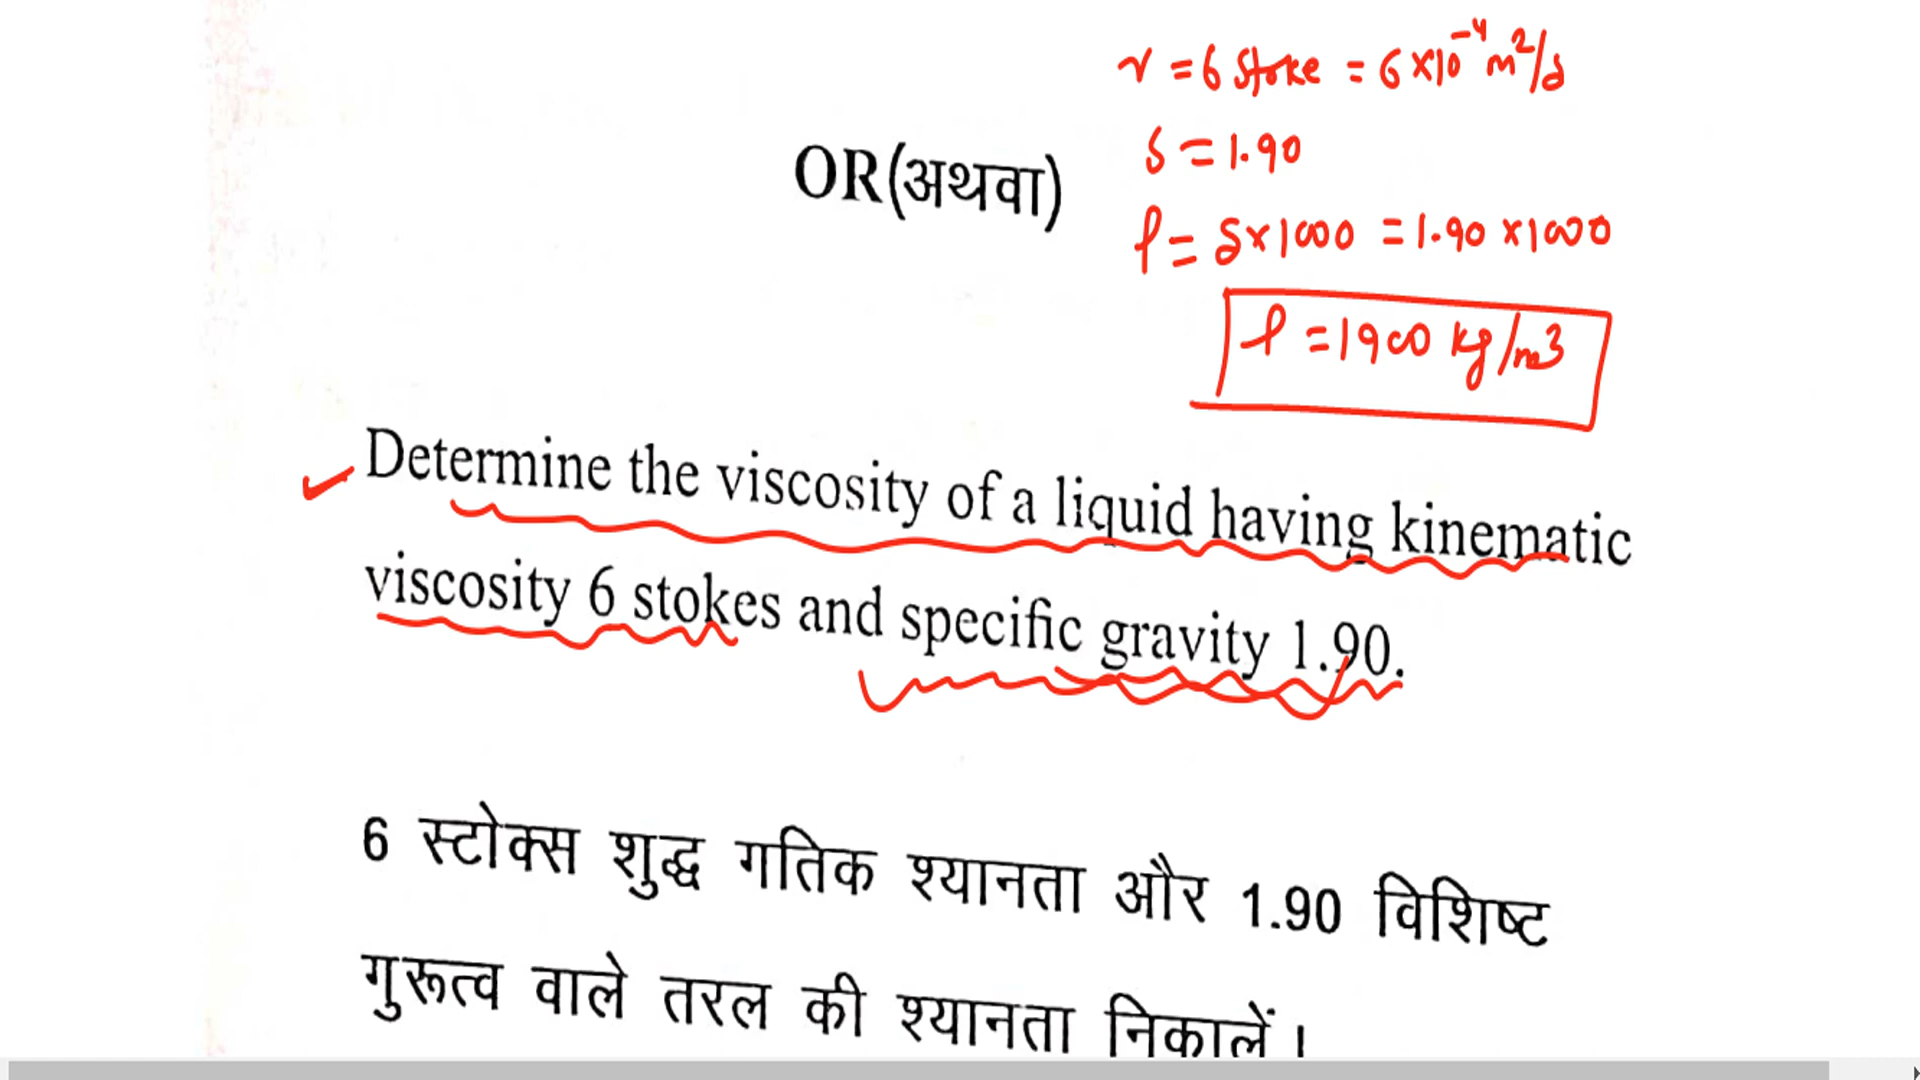 ν = 6 stoke = 6×10⁻⁴ m²/s
S = 1.90
OR(अथवा)
ρ = S×1000 = 1.90 ×1000
ρ = 1900 kg/m3
Determine the viscosity of a liquid having kinematic
viscosity 6 stokes and specific gravity 1.90.
6 स्टोक्स शुद्ध गतिक श्यानता और 1.90 विशिष्ट
गुरूत्व वाले तरल की श्यानता निकालें ।